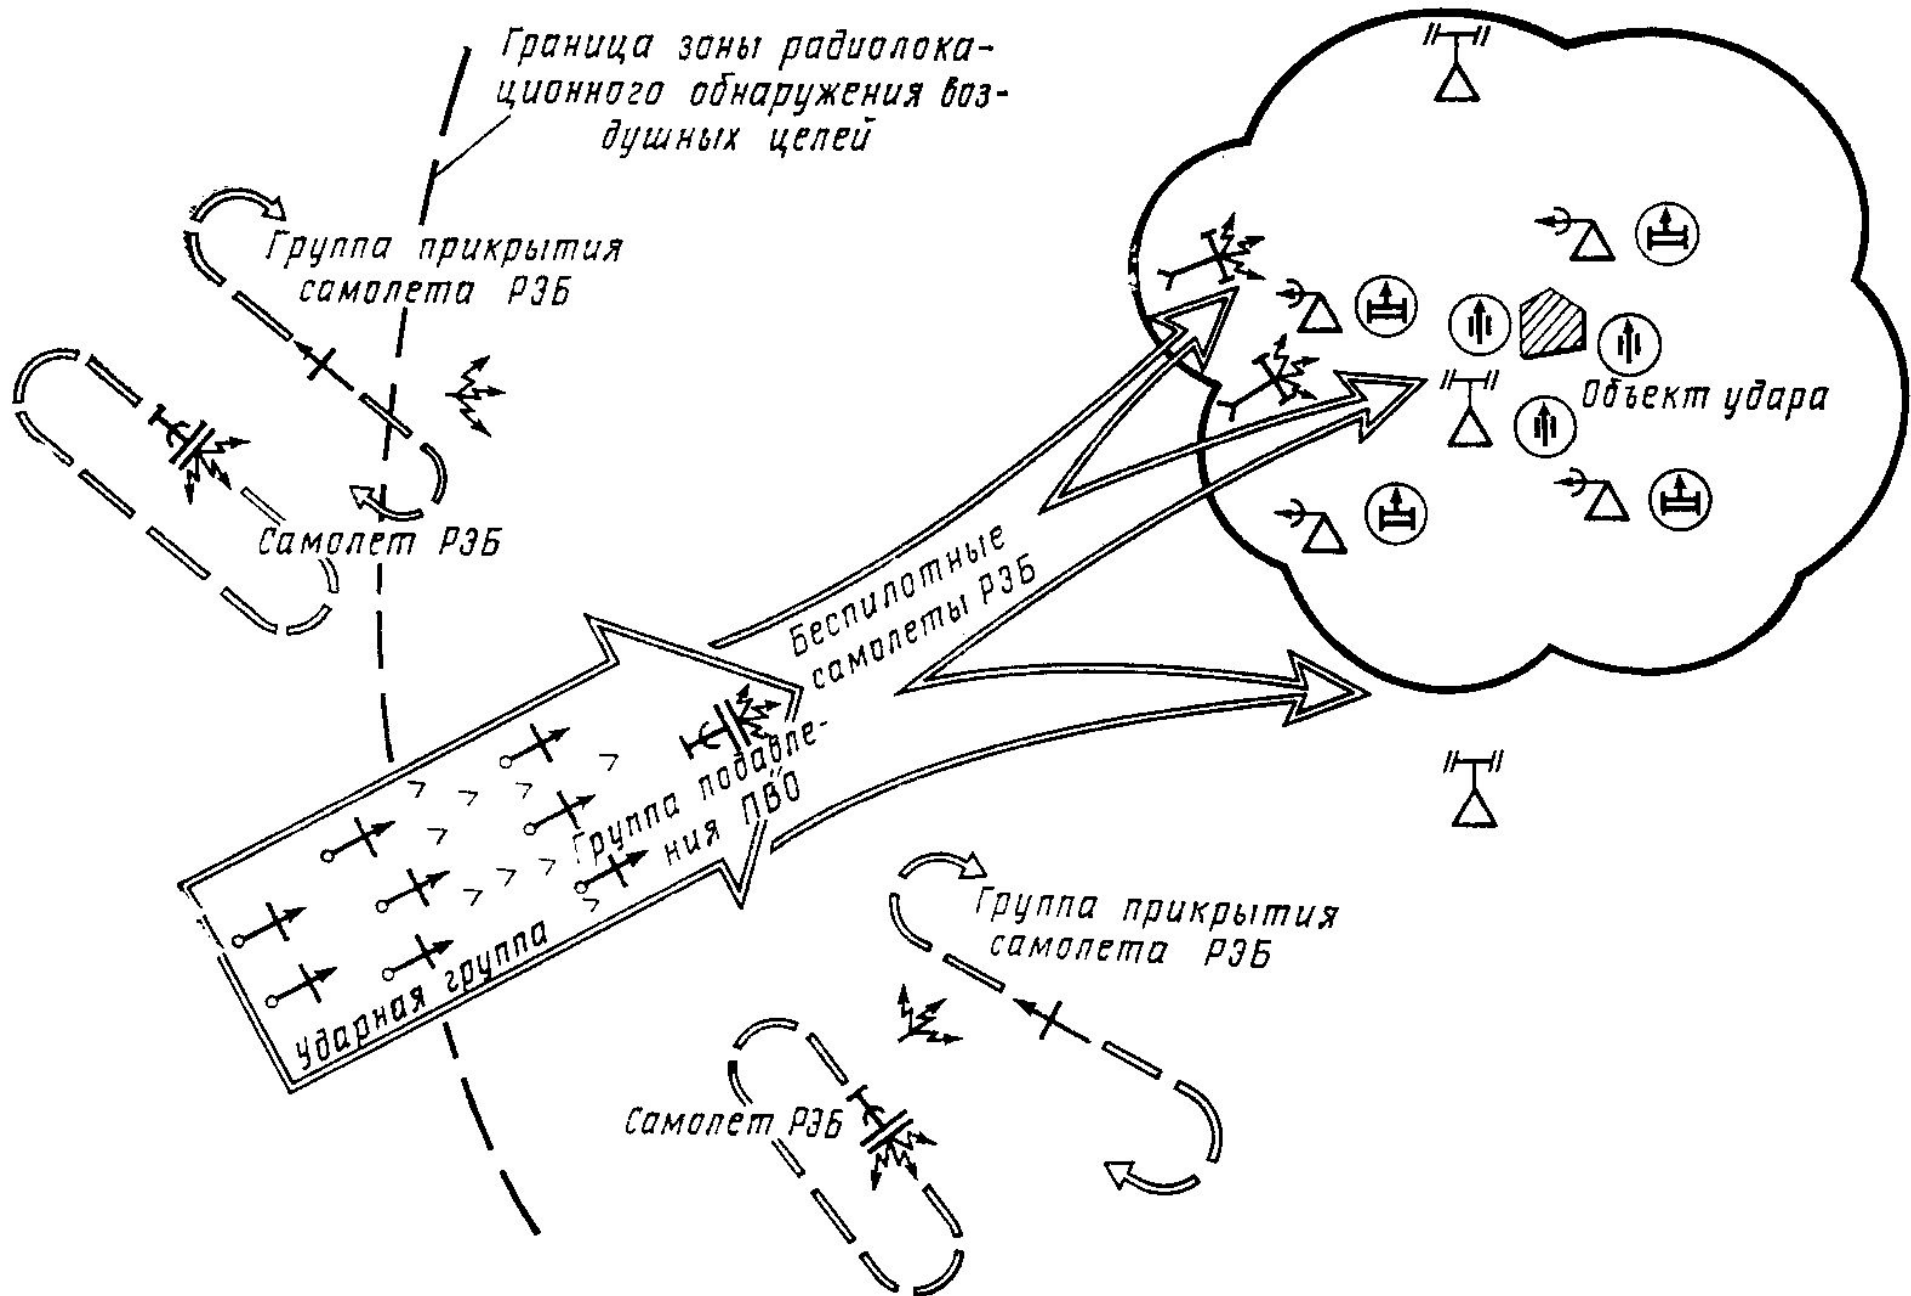 Граница зоны радиолока-
ционного обнаружения воз-
душных целей
Группа прикрытия
самолета РЭБ
Самолет РЭБ
Объект удара
Беспилотные
самолеты РЭБ
Группа подавле-
ния ПВО
Ударная группа
Группа прикрытия
самолета РЭБ
Самолет РЭБ